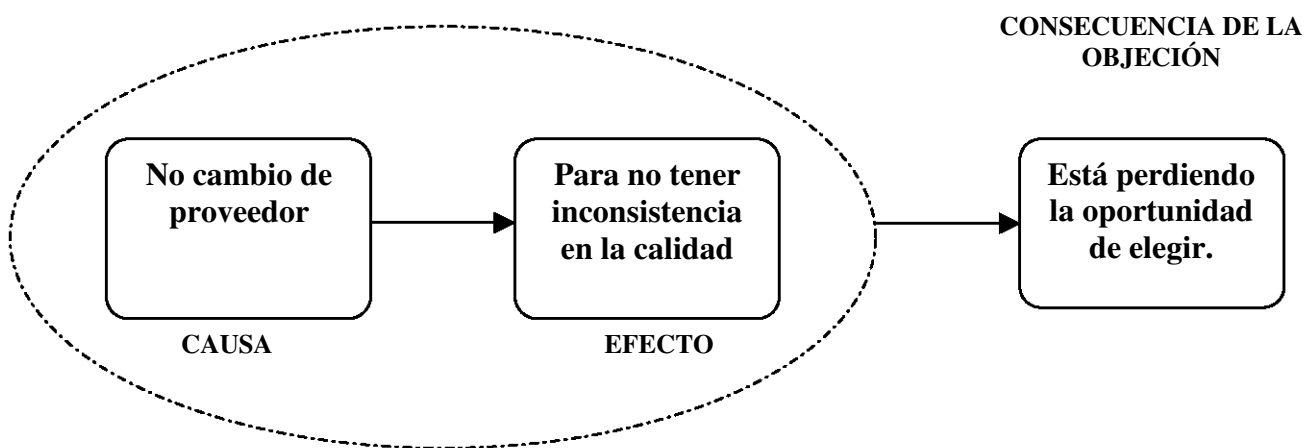 CONSECUENCIA DE LA
OBJECIÓN
No cambio de
proveedor
Para no tener
inconsistencia
en la calidad
Está perdiendo
la oportunidad
de elegir.
CAUSA
EFECTO